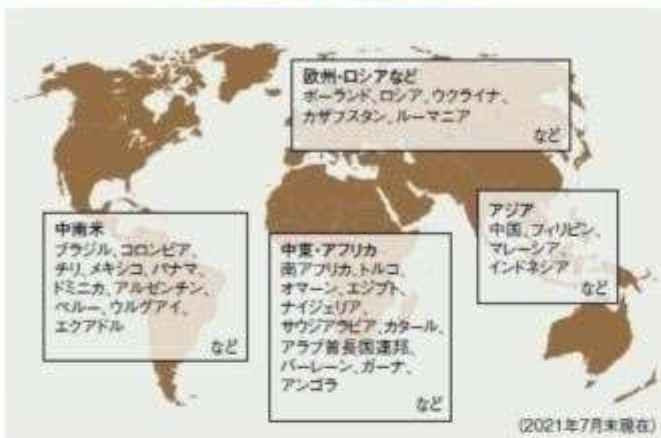 欧州・ロシアなど
ポーランド、ロシア、ウクライナ、
カザフスタン、ルーマニア
など
中南米
ブラジル、コロンビア、
チリ、メキシコ、パナマ、
ドミニカ、アルゼンチン、
ペルー、ウルグアイ、
エクアドル
など
中東・アフリカ
南アフリカ、トルコ、
オマーン、エジプト、
ナイジェリア、
サウジアラビア、カタール、
アラブ首長国連邦、
バーレーン、ガーナ、
アンゴラ
など
アジア
中国、フィリピン、
マレーシア、
インドネシア
など
(2021年7月末現在)